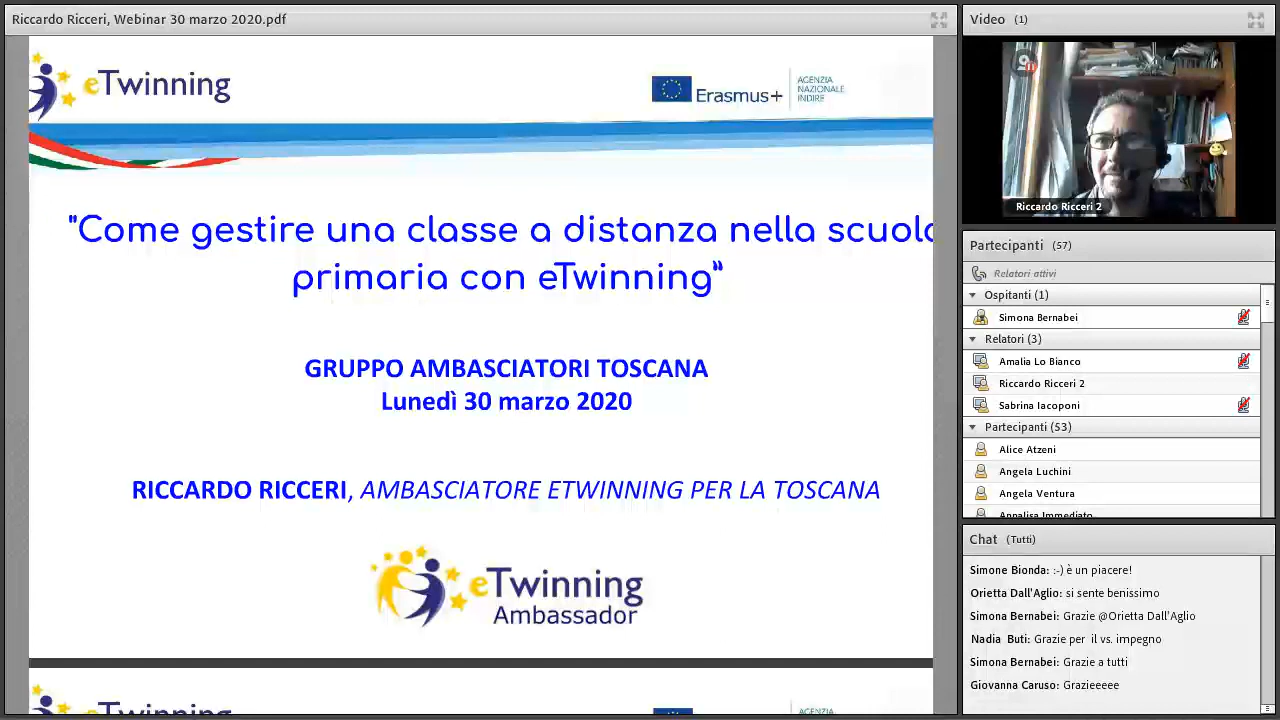 Riccardo Ricceri, Webinar 30 marzo 2020.pdf
eTwinning
Erasmus+
AGENZIA
NAZIONALE
INDIRE
"Come gestire una classe a distanza nella scuola
primaria con eTwinning”
GRUPPO AMBASCIATORI TOSCANA
Lunedì 30 marzo 2020
RICCARDO RICCERI, AMBASCIATORE ETWINNING PER LA TOSCANA
eTwinning
Ambassador
eTwinning
AGENZIA
Video (1)
Riccardo Ricceri 2
Partecipanti (57)
Relatori attivi
Ospitanti (1)
Simona Bernabei
Relatori (3)
Amalia Lo Bianco
Riccardo Ricceri 2
Sabrina Iacoponi
Partecipanti (53)
Alice Atzeni
Angela Luchini
Angela Ventura
Annalisa Immediato
Chat (Tutti)
Simone Bionda: :-) è un piacere!
Orietta Dall'Aglio: si sente benissimo
Simona Bernabei: Grazie @Orietta Dall'Aglio
Nadia Buti: Grazie per il vs. impegno
Simona Bernabei: Grazie a tutti
Giovanna Caruso: Grazieeeee